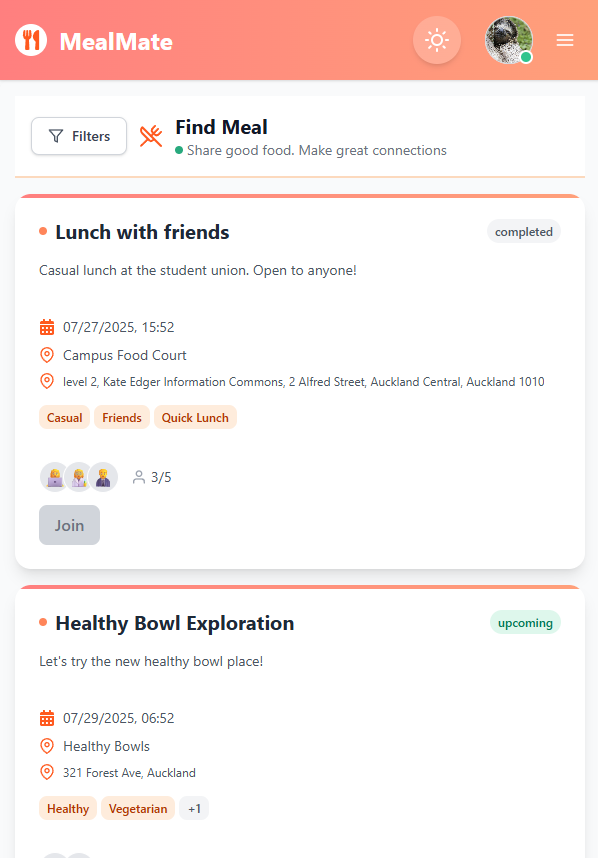 MealMate
Filters
Find Meal
Share good food. Make great connections
Lunch with friends
completed
Casual lunch at the student union. Open to anyone!
07/27/2025, 15:52
Campus Food Court
level 2, Kate Edger Information Commons, 2 Alfred Street, Auckland Central, Auckland 1010
Casual Friends Quick Lunch
3/5
Join
Healthy Bowl Exploration
upcoming
Let's try the new healthy bowl place!
07/29/2025, 06:52
Healthy Bowls
321 Forest Ave, Auckland
Healthy Vegetarian +1